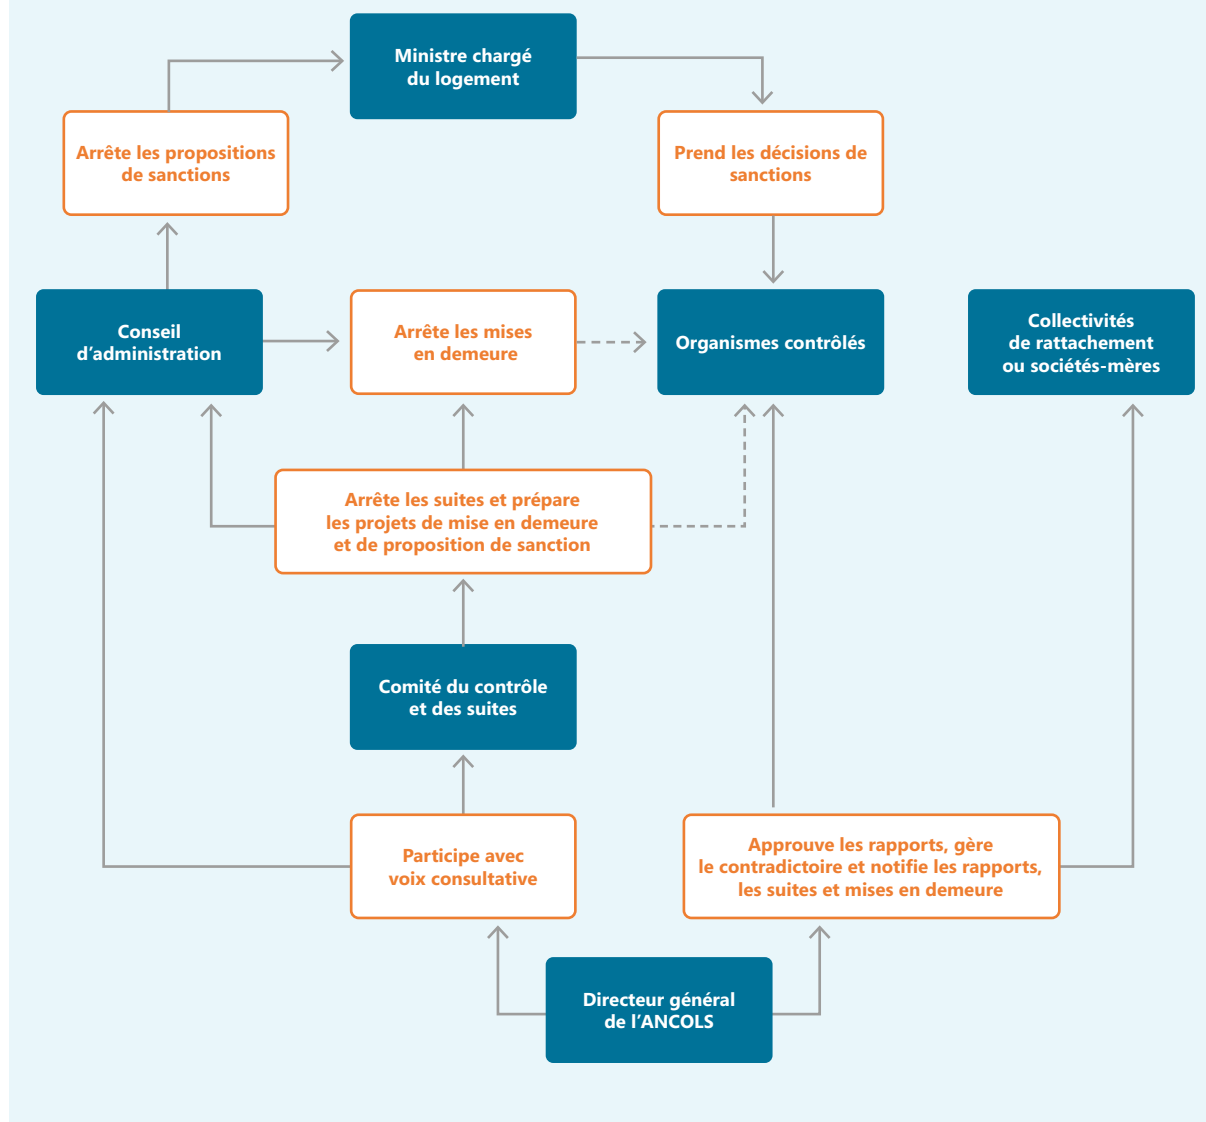 Ministre chargé
du logement
Arrête les propositions
de sanctions
Prend les décisions de
sanctions
Conseil
d'administration
Arrête les mises
en demeure
Organismes contrôlés
Collectivités
de rattachement
ou sociétés-mères
Arrête les suites et prépare
les projets de mise en demeure
et de proposition de sanction
Comité du contrôle
et des suites
Participe avec
voix consultative
Approuve les rapports, gère
le contradictoire et notifie les rapports,
les suites et mises en demeure
Directeur général
de l'ANCOLS